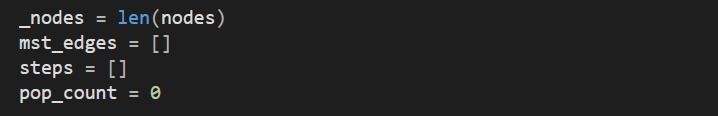 _nodes = len(nodes)
mst_edges = []
steps = []
pop_count = 0